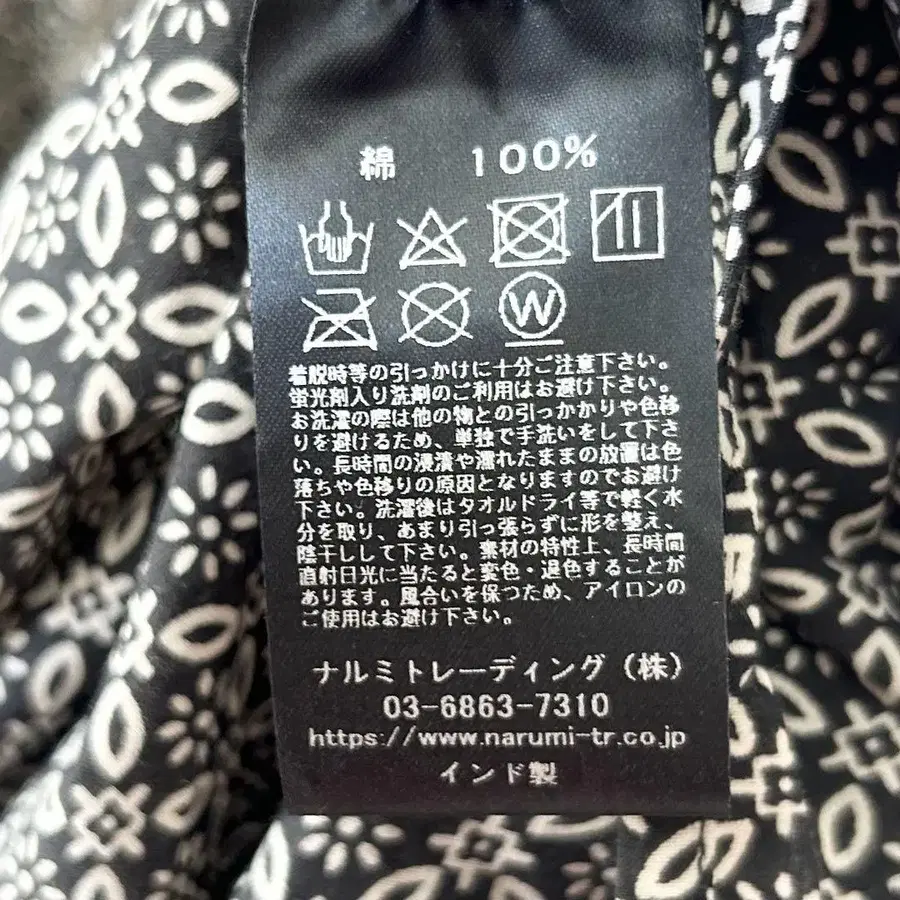 綿 100%
W
着脱時等の引っかけに十分ご注意下さい。
蛍光剤入り洗剤のご利用はお避け下さい。
お洗濯の際は他の物との引っかかりや色移
りを避けるため、単独で手洗いをして下さ
い。長時間の浸漬や濡れたままの放置は色
落ちや色移りの原因となりますのでお避け
下さい。洗濯後はタオルドライ等で軽く水
分を取り、あまり引っ張らずに形を整え、
陰干しして下さい。素材の特性上、長時間
直射日光に当たると変色・退色することが
あります。風合いを保つため、アイロンの
ご使用はお避け下さい。
ナルミトレーディング（株）
03-6863-7310
https://www.narumi-tr.co.jp
インド製